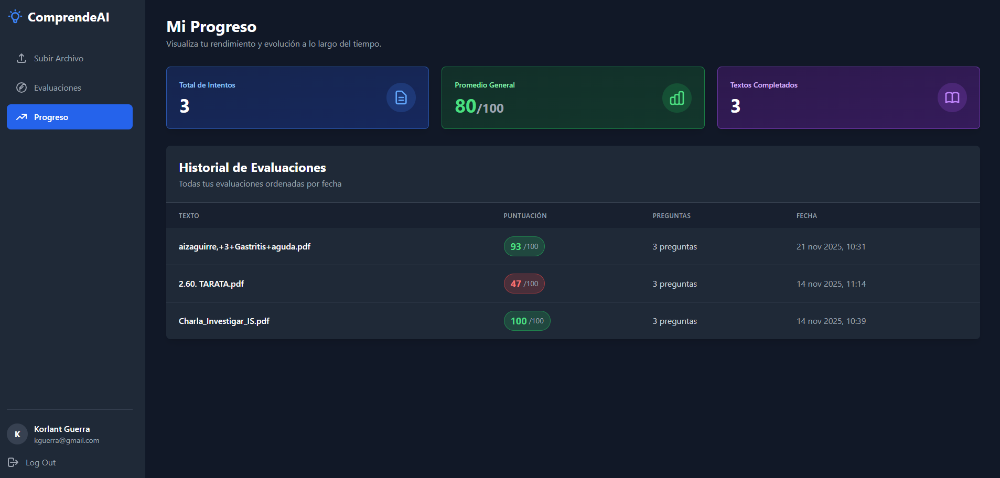 ComprendeAI
Subir Archivo
Evaluaciones
Progreso
Korlant Guerra
K
kguerra@gmail.com
Log Out
Mi Progreso
Visualiza tu rendimiento y evolución a lo largo del tiempo.
Total de Intentos
3
Promedio General
80/100
Textos Completados
3
Historial de Evaluaciones
Todas tus evaluaciones ordenadas por fecha
TEXTO PUNTUACIÓN PREGUNTAS FECHA
aizaguirre,+3+Gastritis+aguda.pdf 93 /100 3 preguntas 21 nov 2025, 10:31
2.60. TARATA.pdf 47 /100 3 preguntas 14 nov 2025, 11:14
Charla_Investigar_IS.pdf 100 /100 3 preguntas 14 nov 2025, 10:39